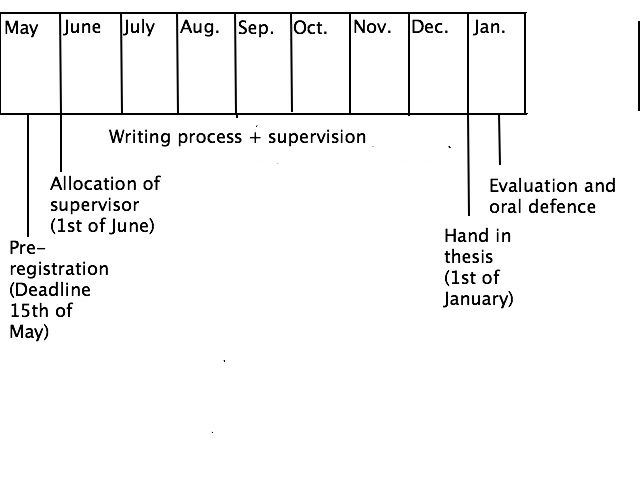 May June July Aug. Sep. Oct. Nov. Dec. Jan.
Writing process + supervision
Allocation of
supervisor
(1st of June)
Pre-
registration
(Deadline
15th of
May)
Evaluation and
oral defence
Hand in
thesis
(1st of
January)